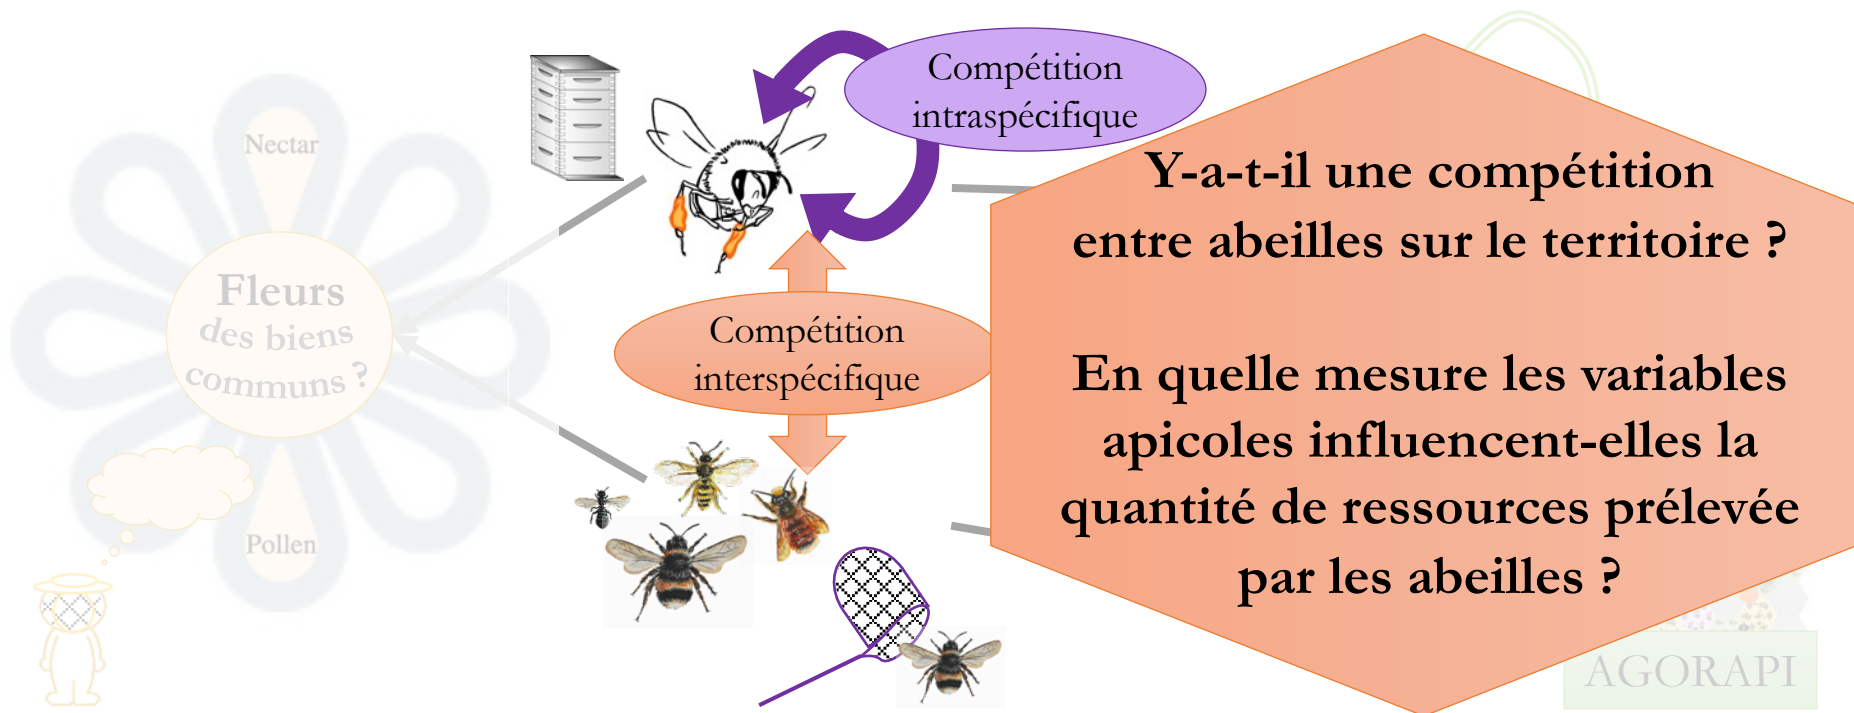 Nectar
Fleurs
des biens
communs ?
Pollen
Compétition
intraspécifique
Compétition
interspécifique
Y-a-t-il une compétition
entre abeilles sur le territoire ?
En quelle mesure les variables
apicoles influencent-elles la
quantité de ressources prélevée
par les abeilles ?
AGORAPI